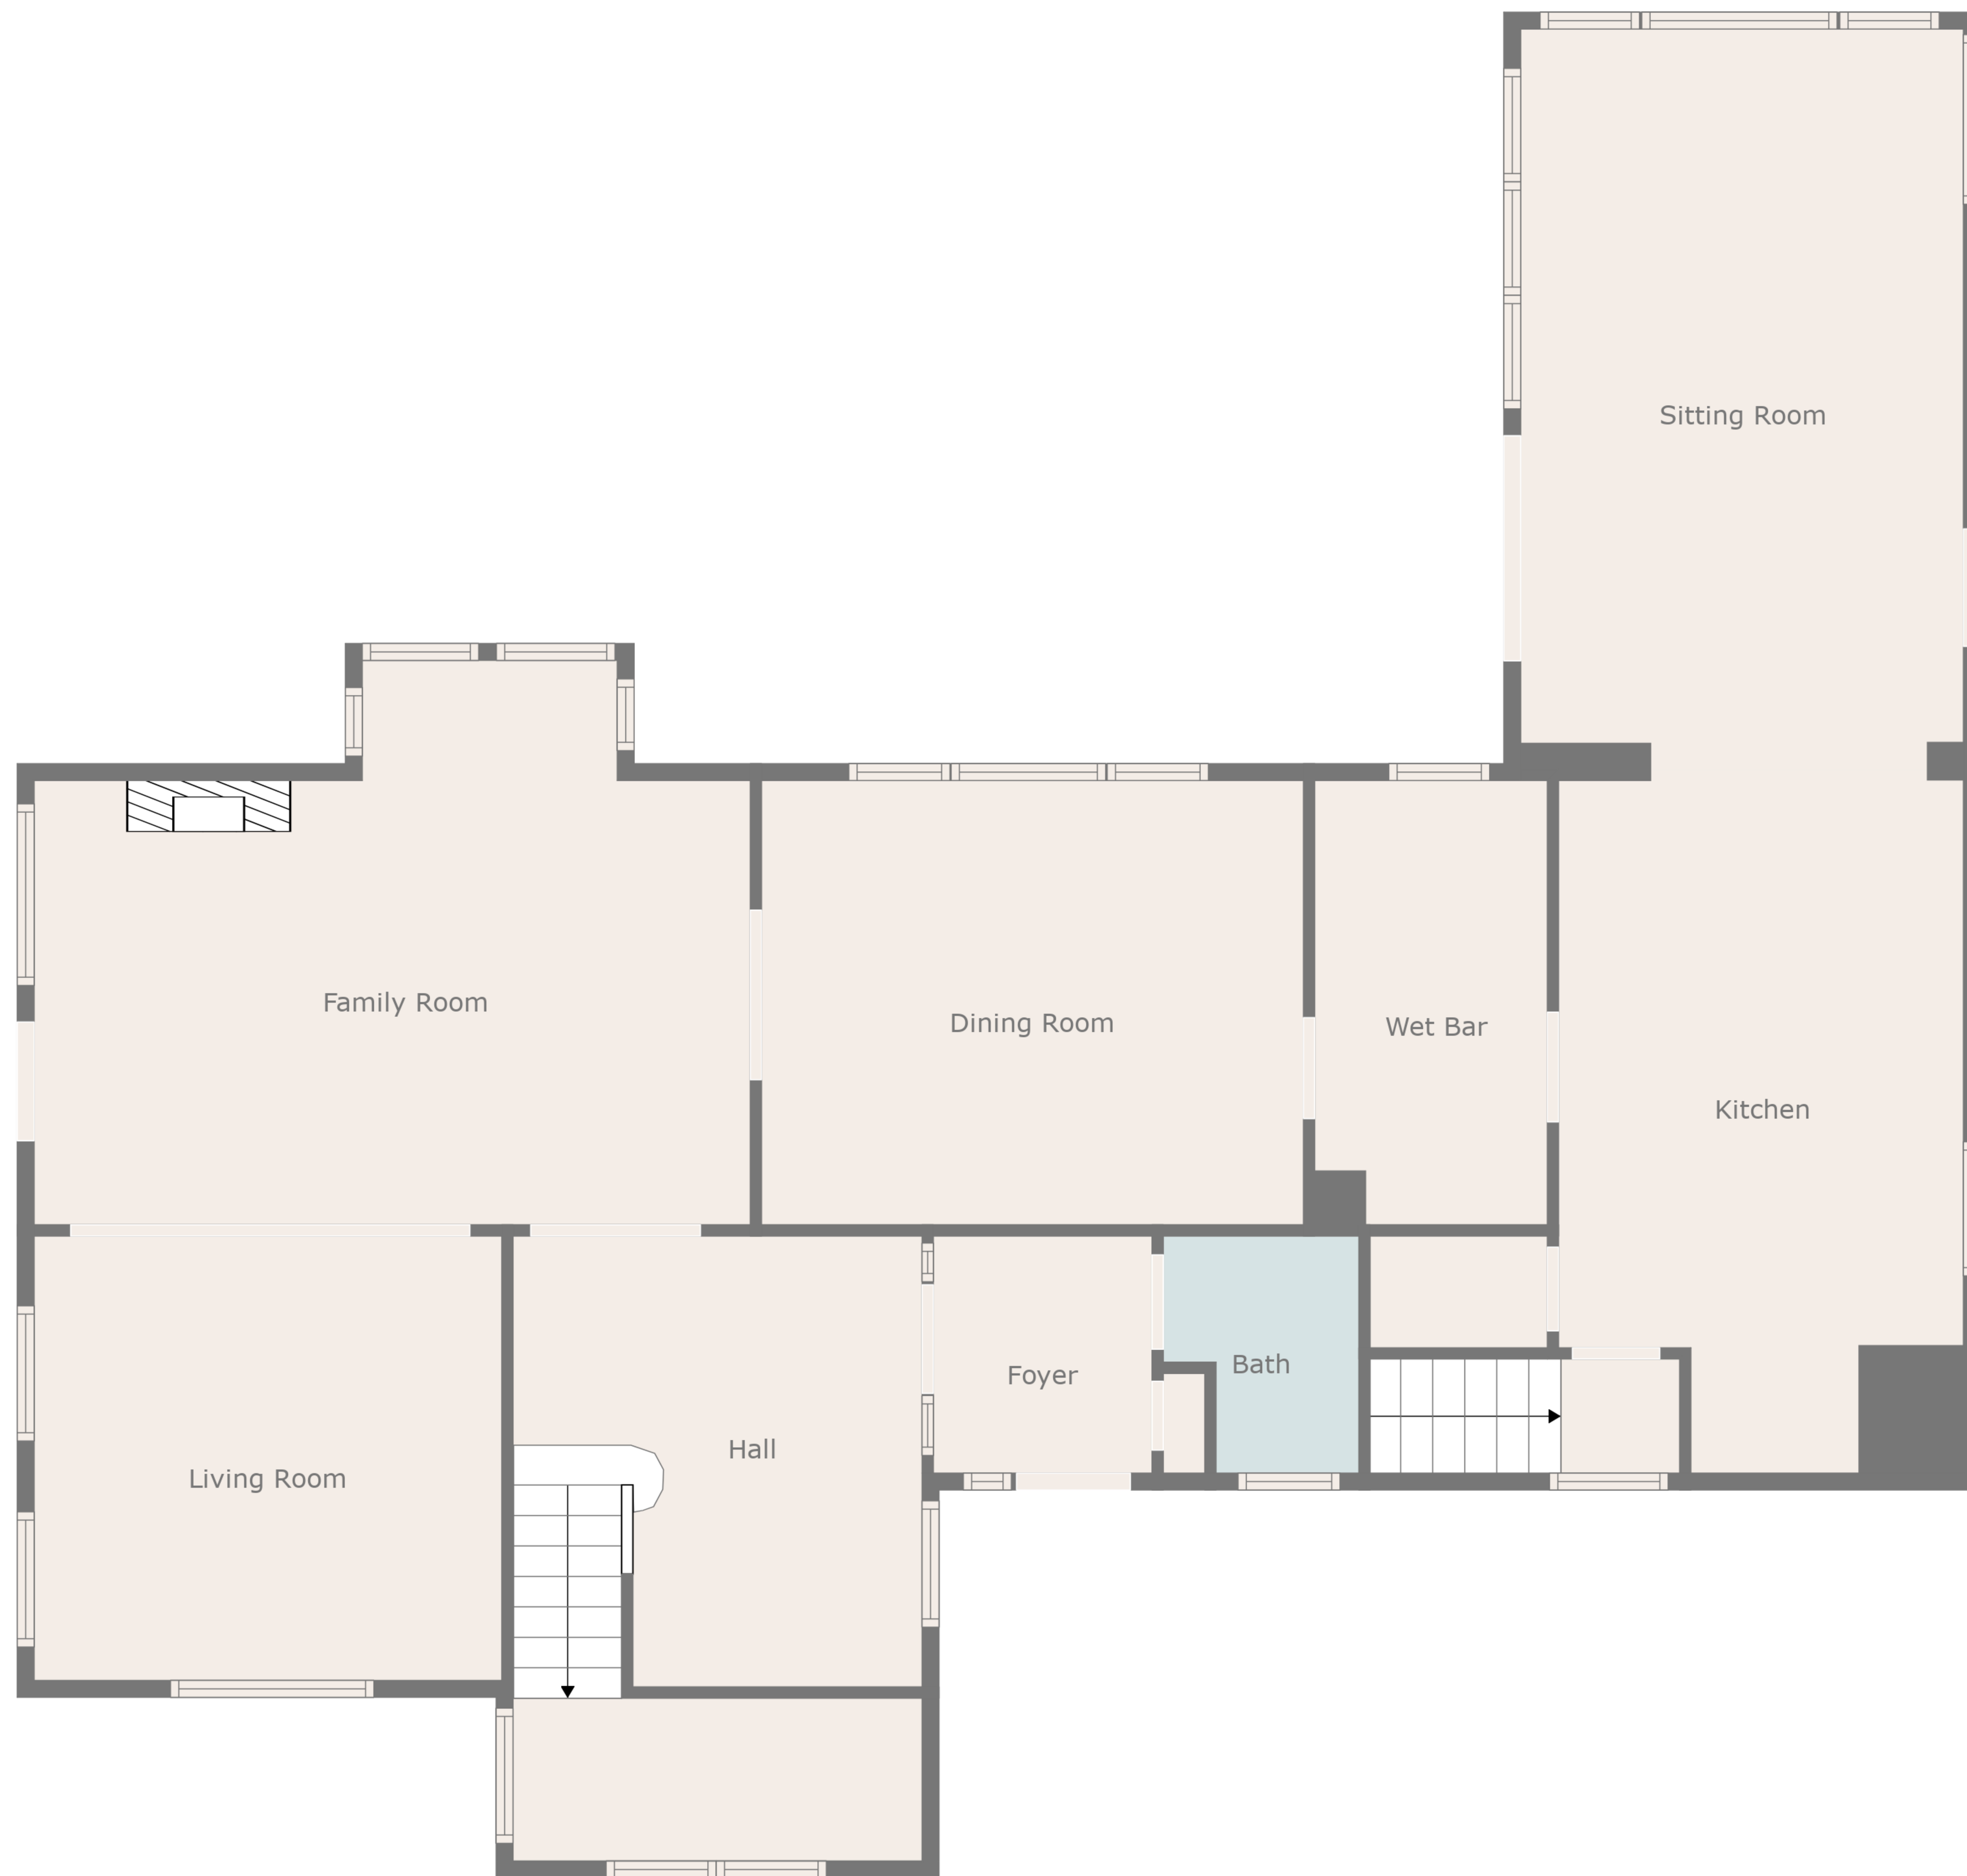 Sitting Room
Family Room
Dining Room
Wet Bar
Kitchen
Living Room
Hall
Foyer
Bath